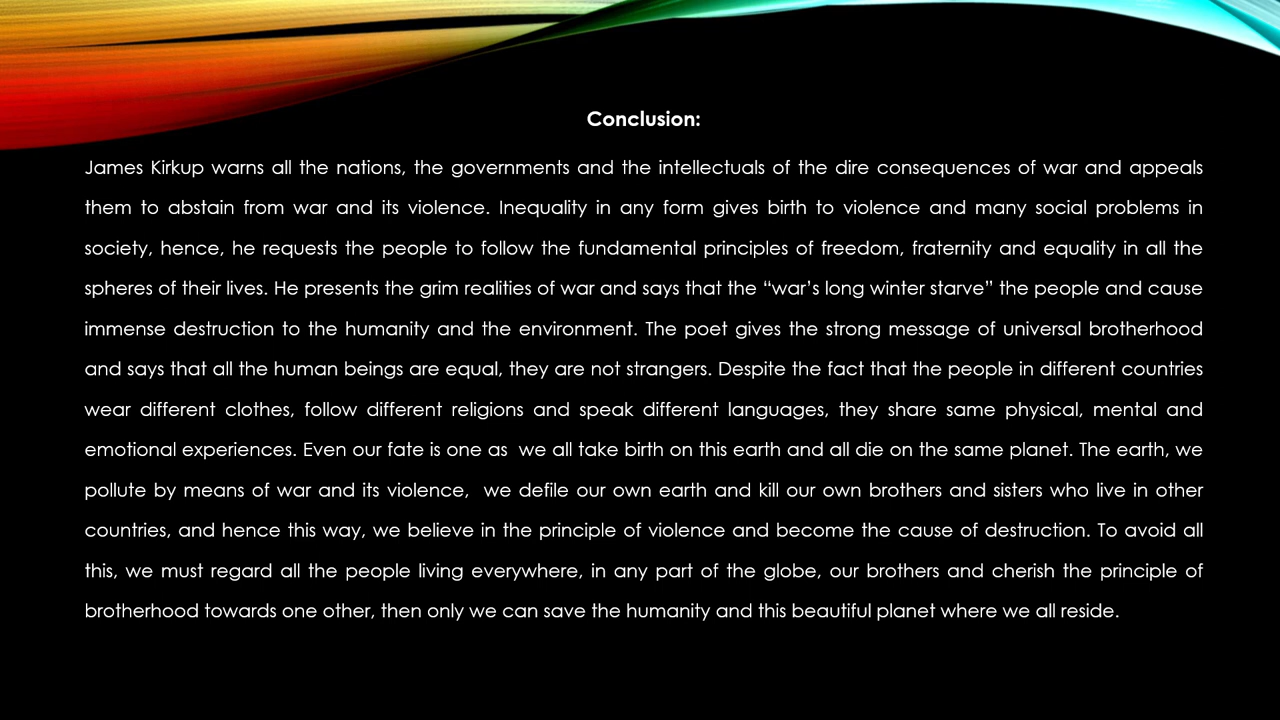 Conclusion:
James Kirkup warns all the nations, the governments and the intellectuals of the dire consequences of war and appeals
them to abstain from war and its violence. Inequality in any form gives birth to violence and many social problems in
society, hence, he requests the people to follow the fundamental principles of freedom, fraternity and equality in all the
spheres of their lives. He presents the grim realities of war and says that the “war’s long winter starve” the people and cause
immense destruction to the humanity and the environment. The poet gives the strong message of universal brotherhood
and says that all the human beings are equal, they are not strangers. Despite the fact that the people in different countries
wear different clothes, follow different religions and speak different languages, they share same physical, mental and
emotional experiences. Even our fate is one as  we all take birth on this earth and all die on the same planet. The earth, we
pollute by means of war and its violence,  we defile our own earth and kill our own brothers and sisters who live in other
countries, and hence this way, we believe in the principle of violence and become the cause of destruction. To avoid all
this, we must regard all the people living everywhere, in any part of the globe, our brothers and cherish the principle of
brotherhood towards one other, then only we can save the humanity and this beautiful planet where we all reside.